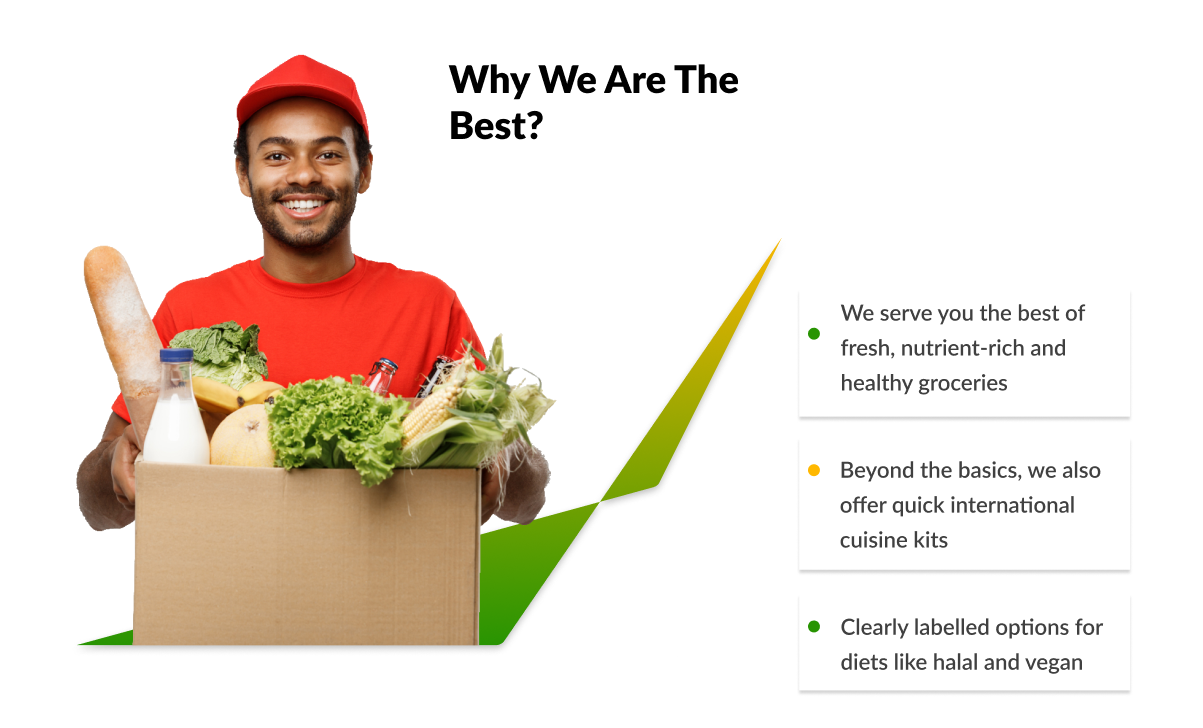 Why We Are The
Best?
We serve you the best of
fresh, nutrient-rich and
healthy groceries
Beyond the basics, we also
offer quick international
cuisine kits
Clearly labelled options for
diets like halal and vegan